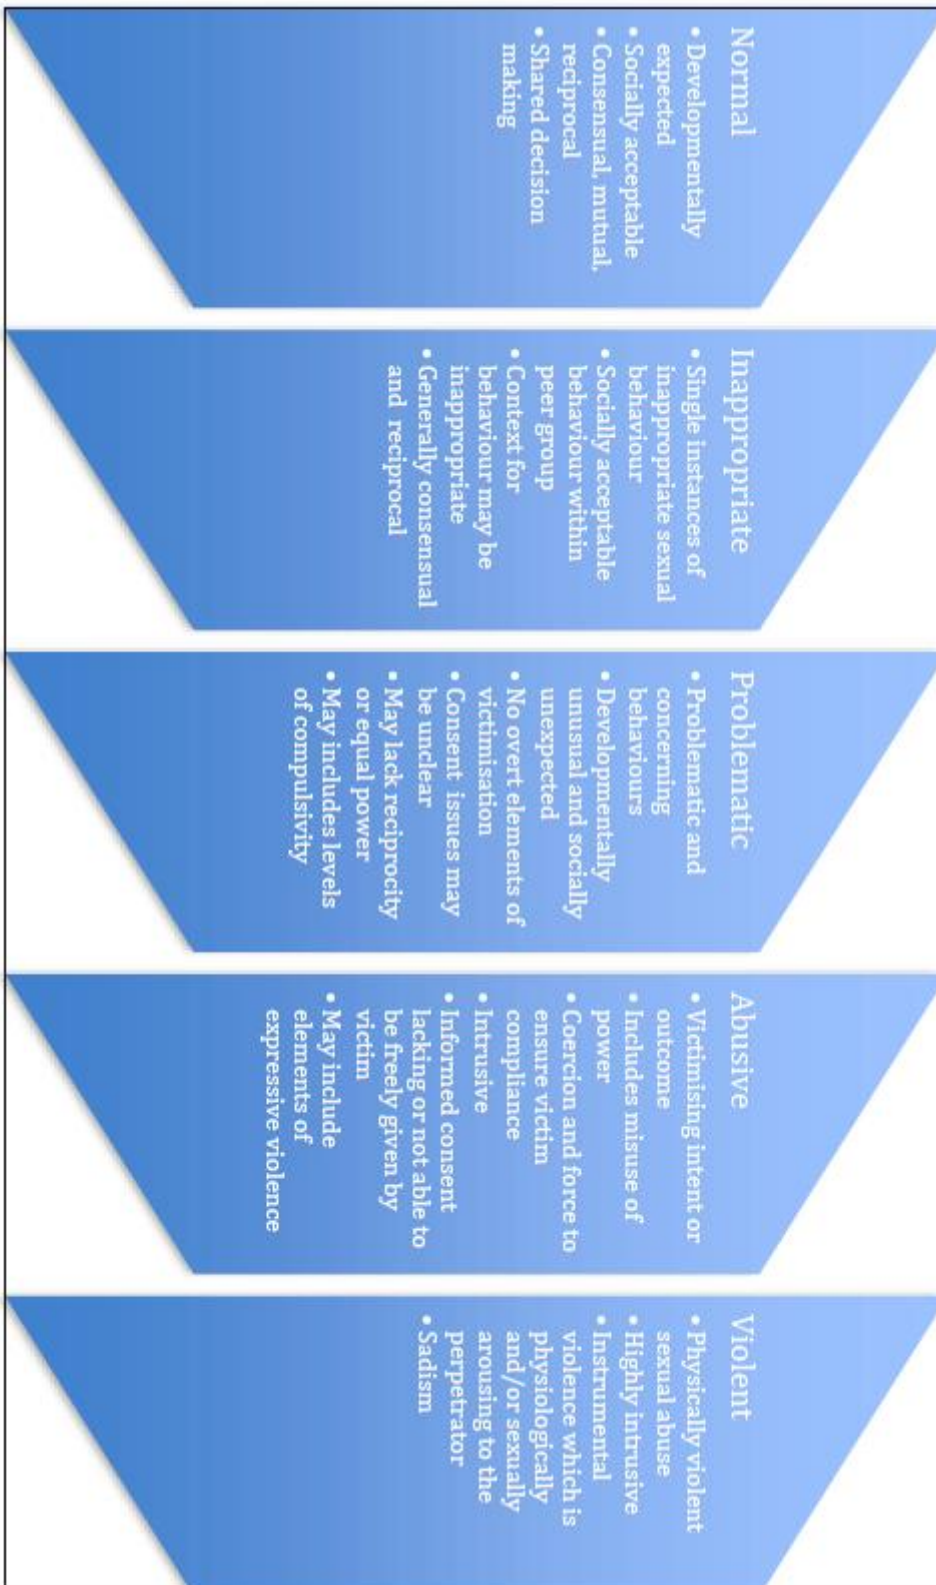 Normal
• Developmentally
expected
• Socially acceptable
• Consensual, mutual,
reciprocal
• Shared decision
making
Inappropriate
• Single instances of
inappropriate sexual
behaviour
• Socially acceptable
behaviour within
peer group
• Context for
behaviour may be
inappropriate
• Generally consensual
and reciprocal
Problematic
• Problematic and
concerning
behaviours
• Developmentally
unusual and socially
unexpected
• No overt elements of
victimisation
• Consent issues may
be unclear
• May lack reciprocity
or equal power
• May includes levels
of compulsivity
Abusive
• Victimising intent or
outcome
• Includes misuse of
power
• Coercion and force to
ensure victim
compliance
• Intrusive
• Informed consent
lacking or not able to
be freely given by
victim
• May include
elements of
expressive violence
Violent
• Physically violent
sexual abuse
• Highly intrusive
• Instrumental
violence which is
physiologically
and/or sexually
arousing to the
perpetrator
• Sadism